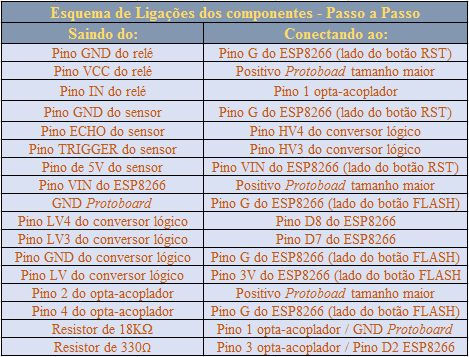 Esquema de Ligações dos componentes - Passo a Passo
Saindo do: Conectando ao:
Pino GND do relé Pino G do ESP8266 (lado do botão RST)
Pino VCC do relé Positivo Protoboad tamanho maior
Pino IN do relé Pino 1 opta-acoplador
Pino GND do sensor Pino G do ESP8266 (lado do botão RST)
Pino ECHO do sensor Pino HV4 do conversor lógico
Pino TRIGGER do sensor Pino HV3 do conversor lógico
Pino de 5V do sensor Pino VIN do ESP8266 (lado do botão RST)
Pino VIN do ESP8266 Positivo Protoboad tamanho maior
GND Protoboard Pino G do ESP8266 (lado do botão FLASH)
Pino LV4 do conversor lógico Pino D8 do ESP8266
Pino LV3 do conversor lógico Pino D7 do ESP8266
Pino GND do conversor lógico Pino G do ESP8266 (lado do botão FLASH)
Pino LV do conversor lógico Pino 3V do ESP8266 (lado do botão FLASH
Pino 2 do opta-acoplador Positivo Protoboad tamanho maior
Pino 4 do opta-acoplador Pino G do ESP8266 (lado do botão FLASH)
Resistor de 18KΩ Pino 1 opta-acoplador / GND Protoboard
Resistor de 330Ω Pino 3 opta-acoplador / Pino D2 ESP8266